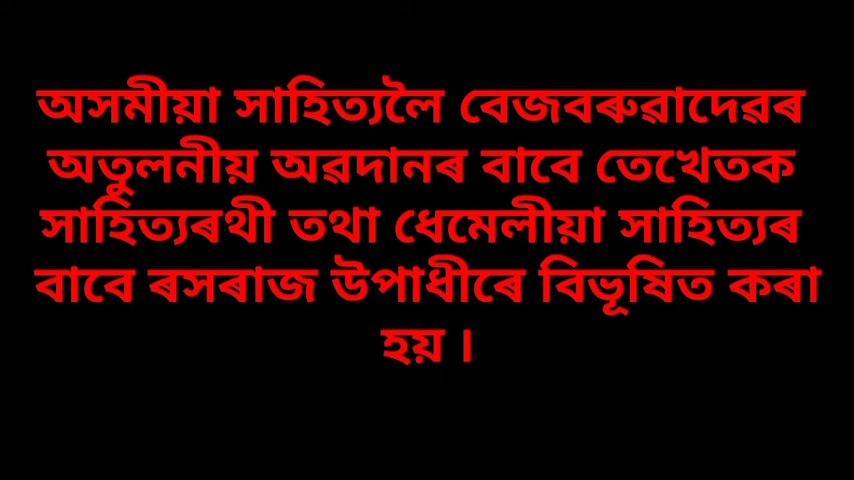 অসমীয়া সাহিত্যলৈ বেজবৰুৱাদেৱৰ
অতুলনীয় অৱদানৰ বাবে তেখেতক
সাহিত্যৰথী তথা ধেমেলীয়া সাহিত্যৰ
বাবে ৰসৰাজ উপাধীৰে বিভূষিত কৰা
হয় ।